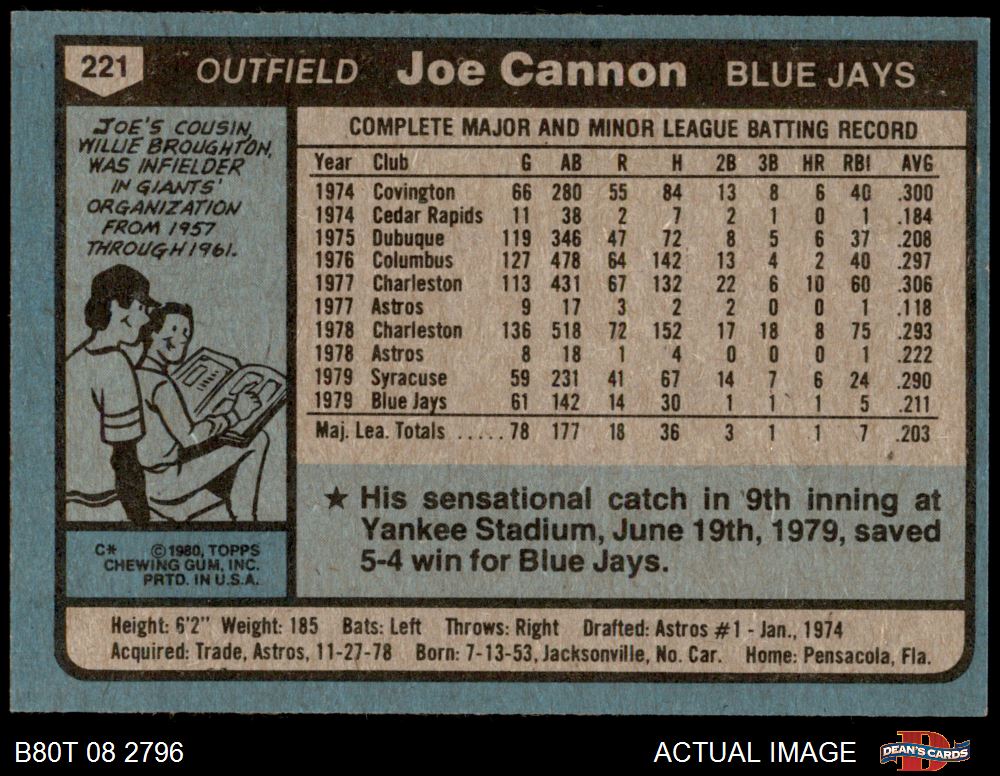 221 OUTFIELD Joe Cannon BLUE JAYS
JOE'S COUSIN,
WILLIE BROUGHTON,
WAS INFIELDER
IN GIANTS'
ORGANIZATION
FROM 1957
THROUGH 1961.
COMPLETE MAJOR AND MINOR LEAGUE BATTING RECORD
Year Club G AB R H 2B 3B HR RBI AVG
1974 Covington 66 280 55 84 13 8 6 40 .300
1974 Cedar Rapids 11 38 2 7 2 1 0 1 .184
1975 Dubuque 119 346 47 72 8 5 6 37 .208
1976 Columbus 127 478 64 142 13 4 2 40 .297
1977 Charleston 113 431 67 132 22 6 10 60 .306
1977 Astros 9 17 3 2 2 0 0 1 .118
1978 Charleston 136 518 72 152 17 18 8 75 .293
1978 Astros 8 18 1 4 0 0 0 1 .222
1979 Syracuse 59 231 41 67 14 7 6 24 .290
1979 Blue Jays 61 142 14 30 1 1 1 5 .211
Maj. Lea. Totals ..... 78 177 18 36 3 1 1 7 .203
★ His sensational catch in 9th inning at
Yankee Stadium, June 19th, 1979, saved
5-4 win for Blue Jays.
C* © 1980, TOPPS
CHEWING GUM, INC.
PRTD. IN U.S.A.
Height: 6'2" Weight: 185 Bats: Left Throws: Right Drafted: Astros #1 - Jan., 1974
Acquired: Trade, Astros, 11-27-78 Born: 7-13-53, Jacksonville, No. Car. Home: Pensacola, Fla.
B80T 08 2796 ACTUAL IMAGE
D
DEAN'S CARDS